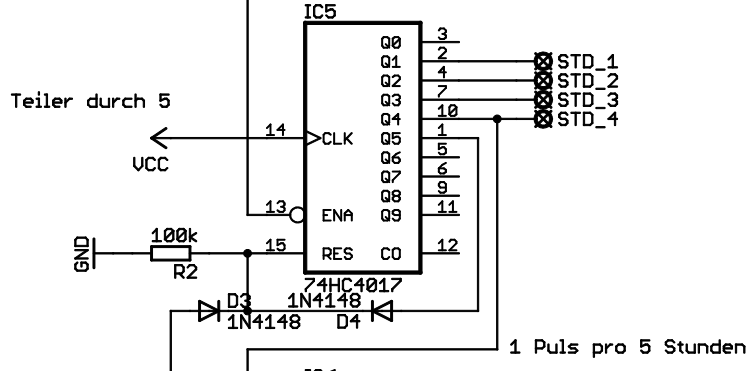 IC5
Q0 3
Q1 2 STD_1
Q2 4 STD_2
Teiler durch 5 Q3 7 STD_3
Q4 10 STD_4
14 CLK Q5 1
VCC Q6 5
Q7 6
Q8 9
13 ENA Q9 11
GND 100k 15 RES CO 12
R2
74HC4017
D3 1N4148
1N4148 D4
1 Puls pro 5 Stunden